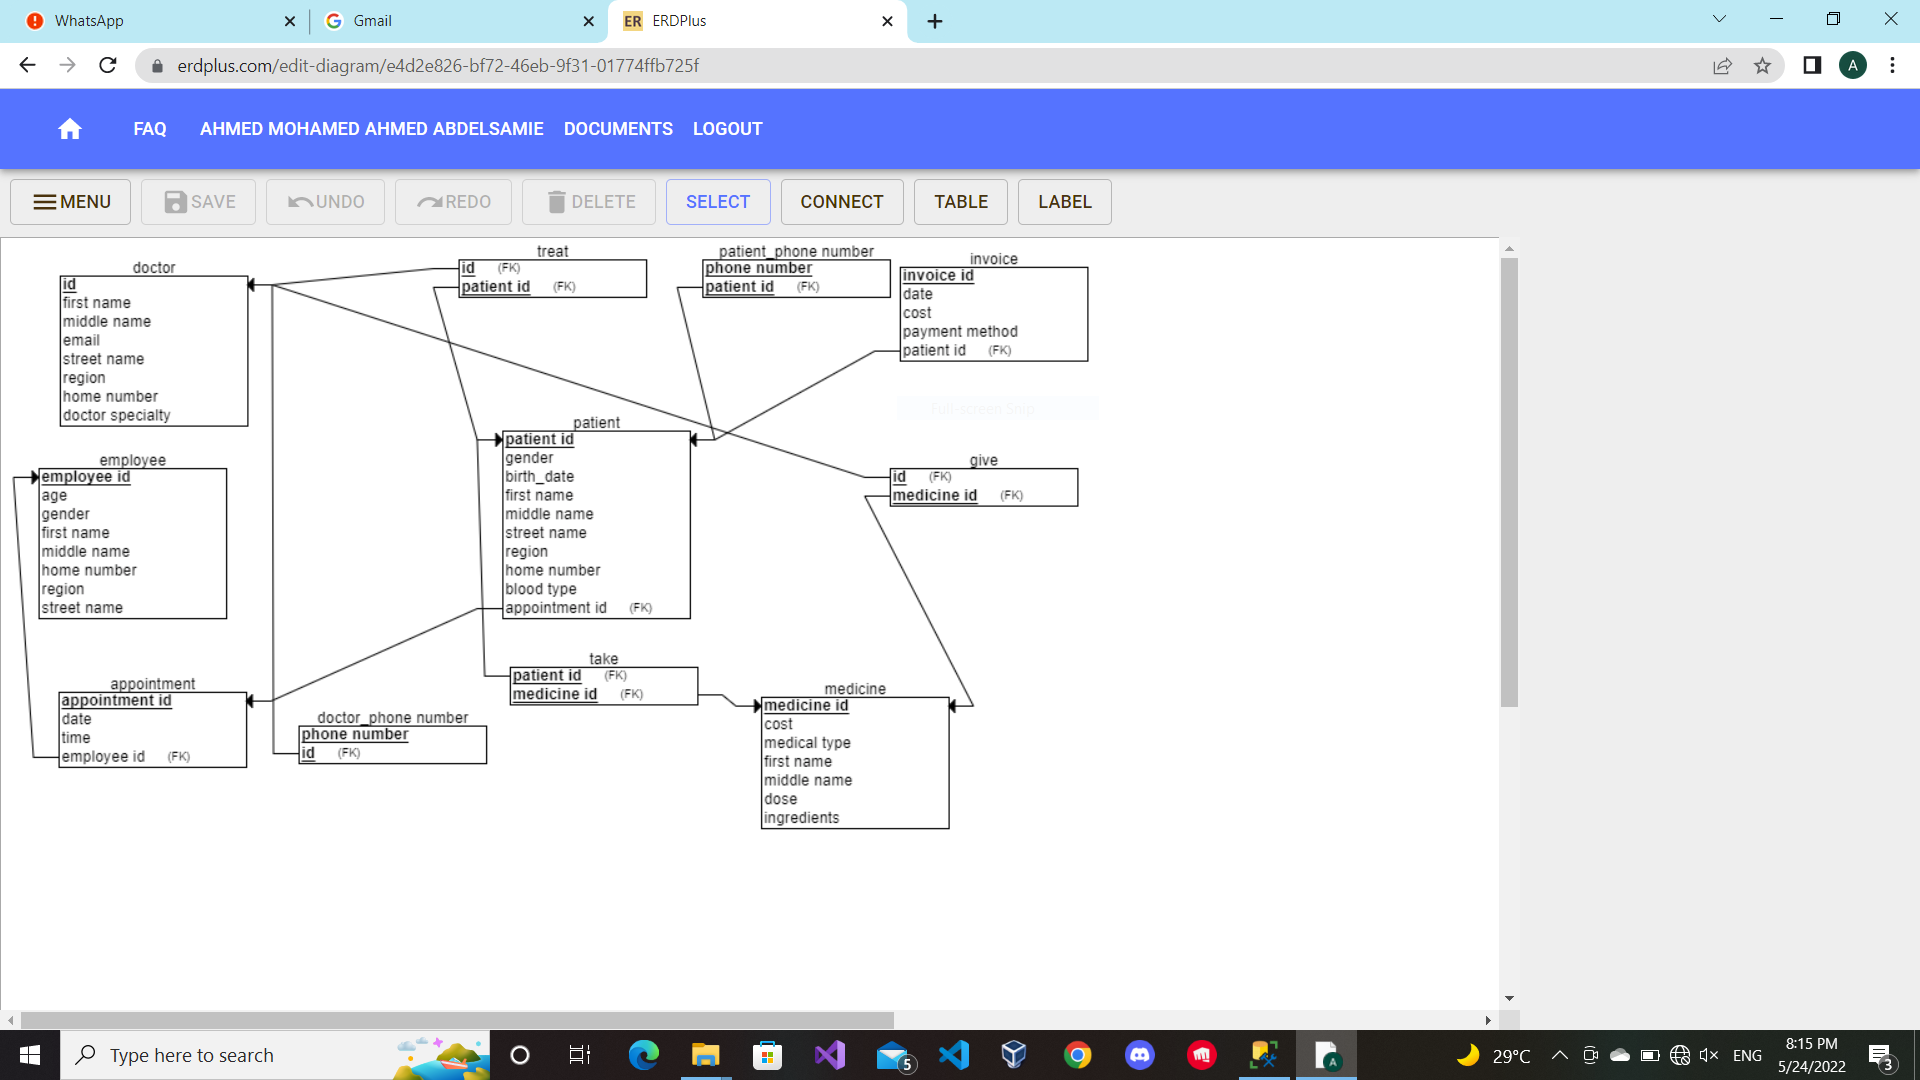 WhatsApp
Gmail
ER ERDPlus
erdplus.com/edit-diagram/e4d2e826-bf72-46eb-9f31-01774ffb725f
A
FAQ AHMED MOHAMED AHMED ABDELSAMIE DOCUMENTS LOGOUT
MENU SAVE UNDO REDO DELETE SELECT CONNECT TABLE LABEL
doctor
id
first name
middle name
email
street name
region
home number
doctor specialty
treat
id (FK)
patient id (FK)
patient_phone number
phone number
patient id (FK)
invoice
invoice id
date
cost
payment method
patient id (FK)
Full-screen Snip
employee
employee id
age
gender
first name
middle name
home number
region
street name
patient
patient id
gender
birth_date
first name
middle name
street name
region
home number
blood type
appointment id (FK)
give
id (FK)
medicine id (FK)
appointment
appointment id
date
time
employee id (FK)
doctor_phone number
phone number
id (FK)
take
patient id (FK)
medicine id (FK)
medicine
medicine id
cost
medical type
first name
middle name
dose
ingredients
Type here to search
5
A
29°C
ENG
8:15 PM
5/24/2022
3